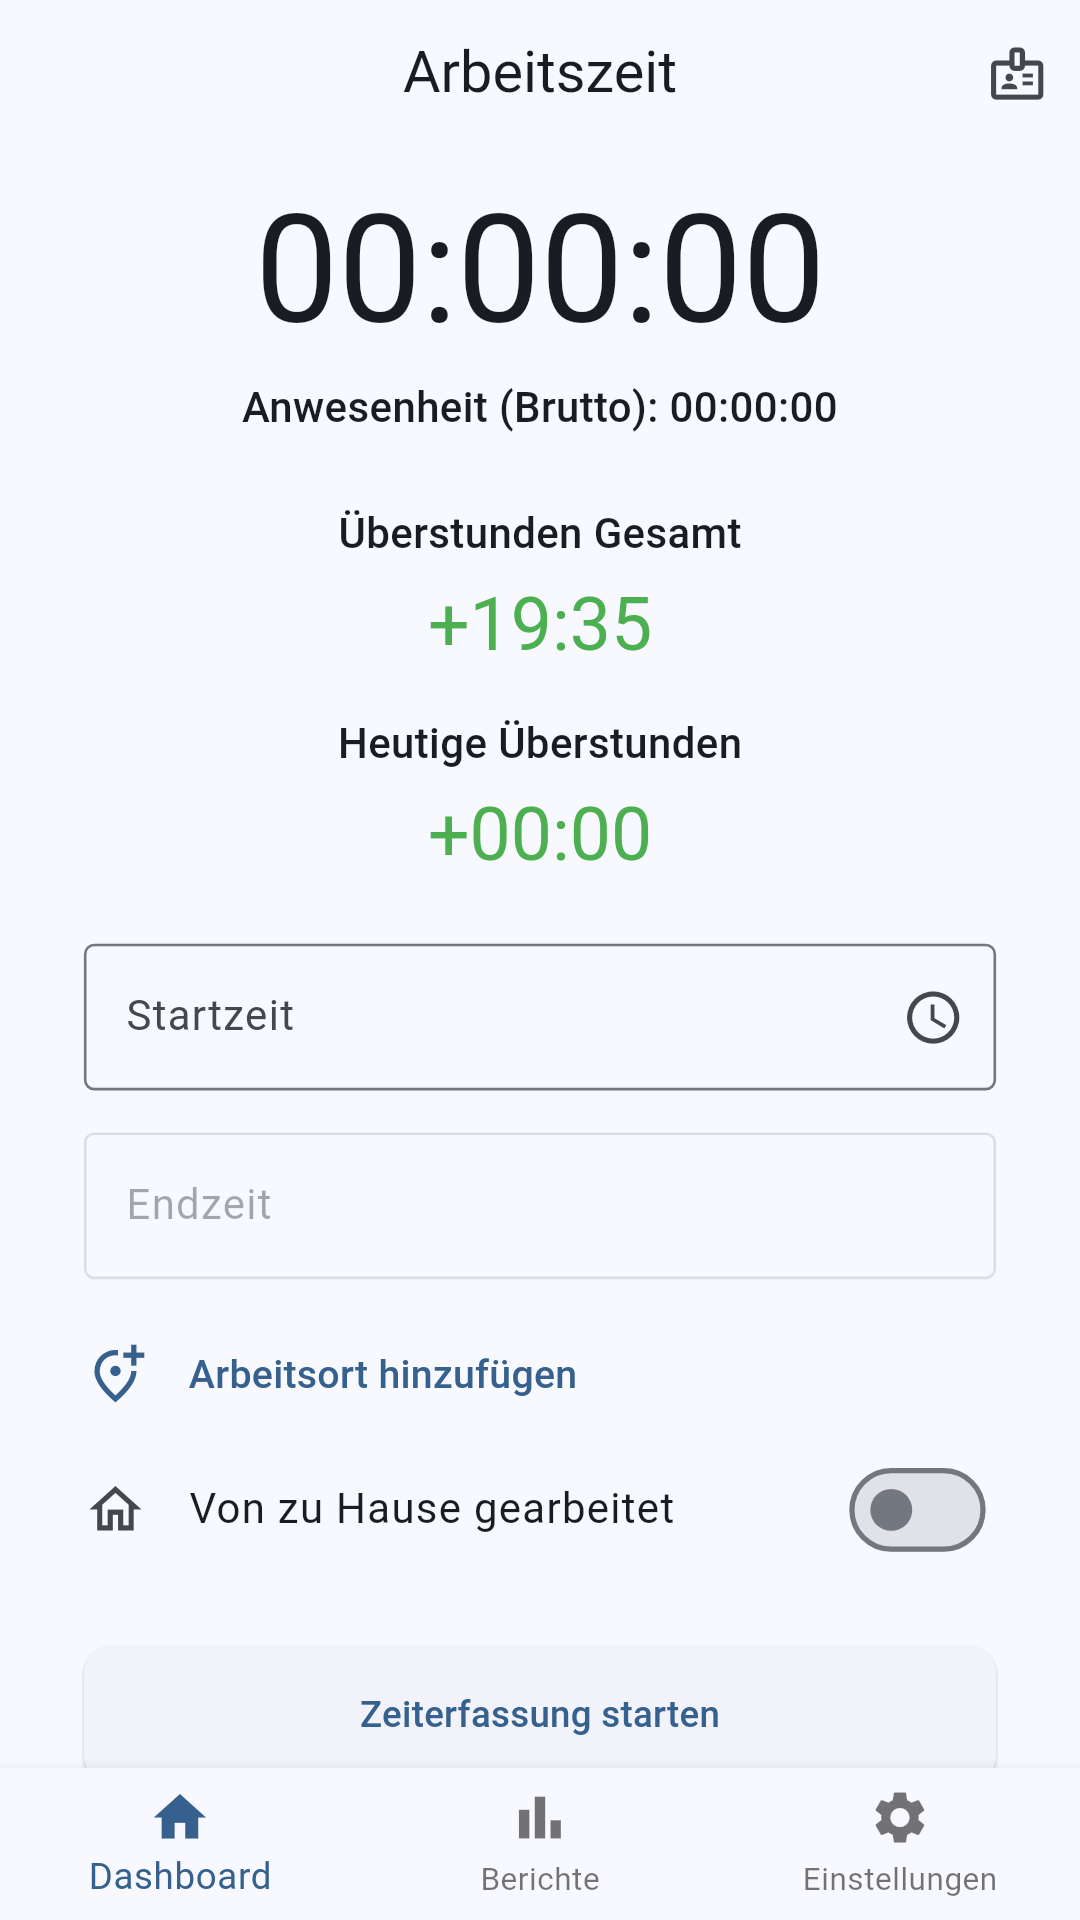 Arbeitszeit
00:00:00
Anwesenheit (Brutto): 00:00:00
Überstunden Gesamt
+19:35
Heutige Überstunden
+00:00
Startzeit
Endzeit
Arbeitsort hinzufügen
Von zu Hause gearbeitet
Zeiterfassung starten
Dashboard
Berichte
Einstellungen